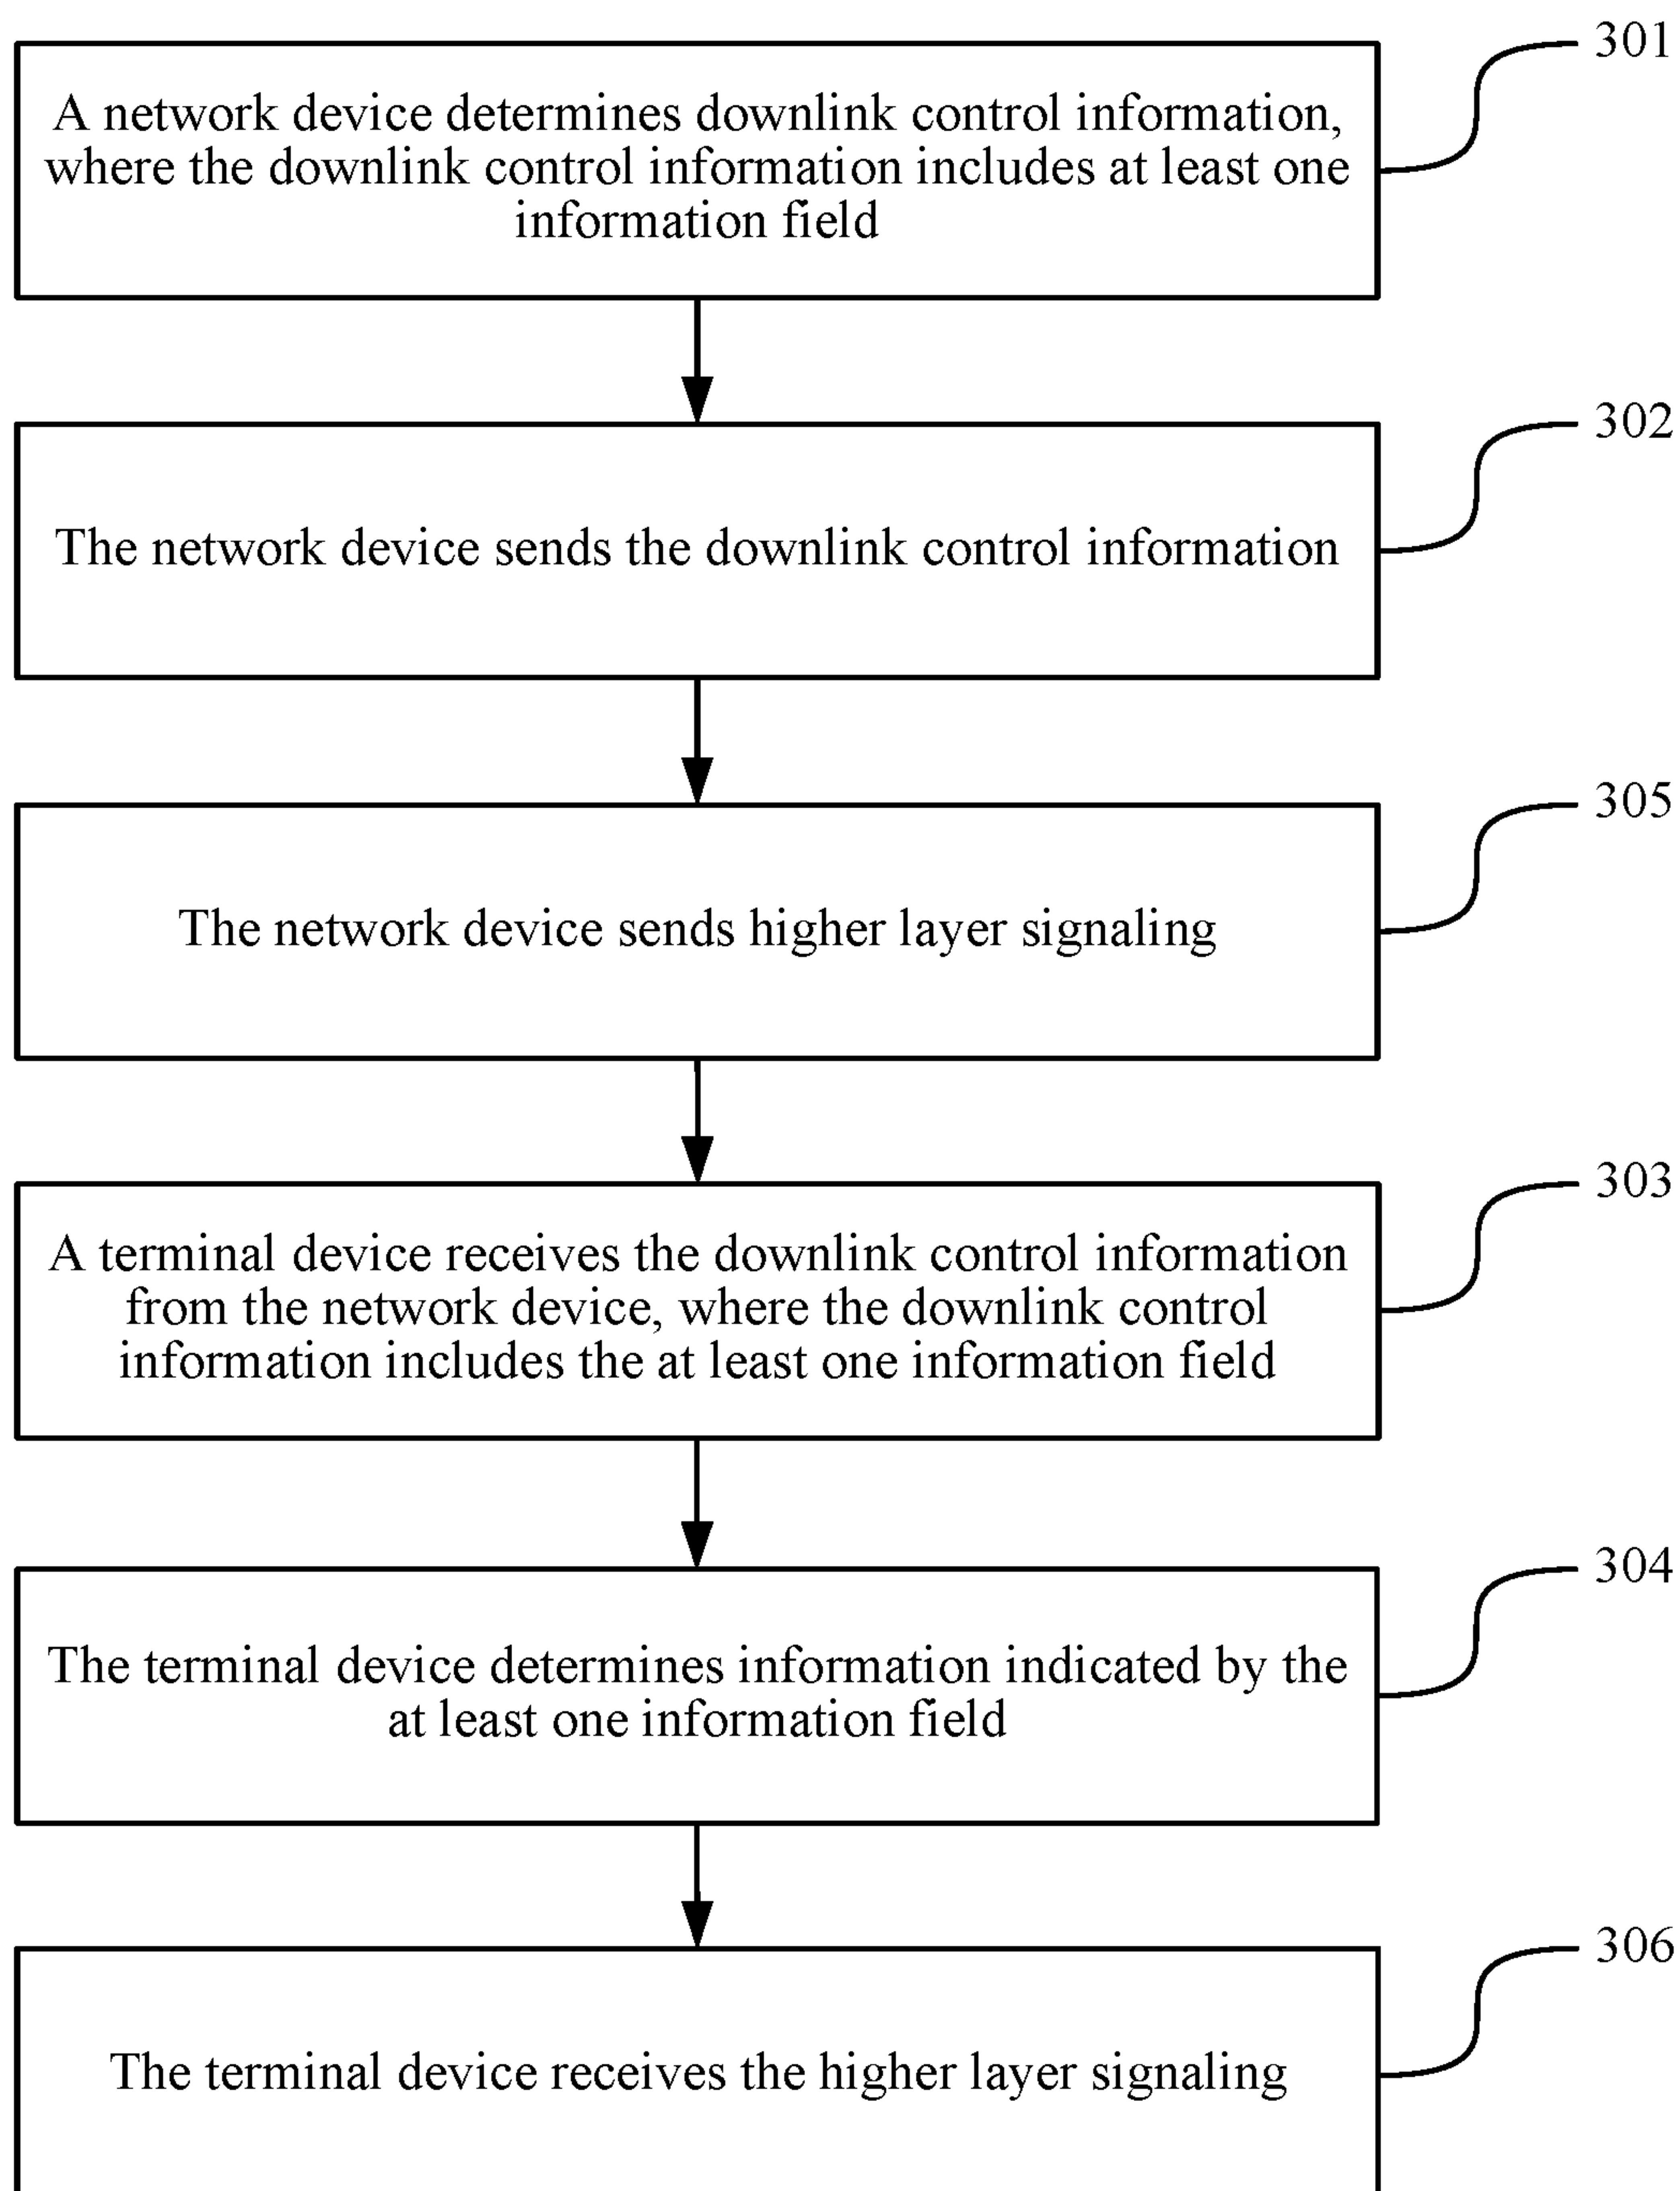 301
A network device determines downlink control information,
where the downlink control information includes at least one
information field
302
The network device sends the downlink control information
305
The network device sends higher layer signaling
303
A terminal device receives the downlink control information
from the network device, where the downlink control
information includes the at least one information field
304
The terminal device determines information indicated by the
at least one information field
306
The terminal device receives the higher layer signaling